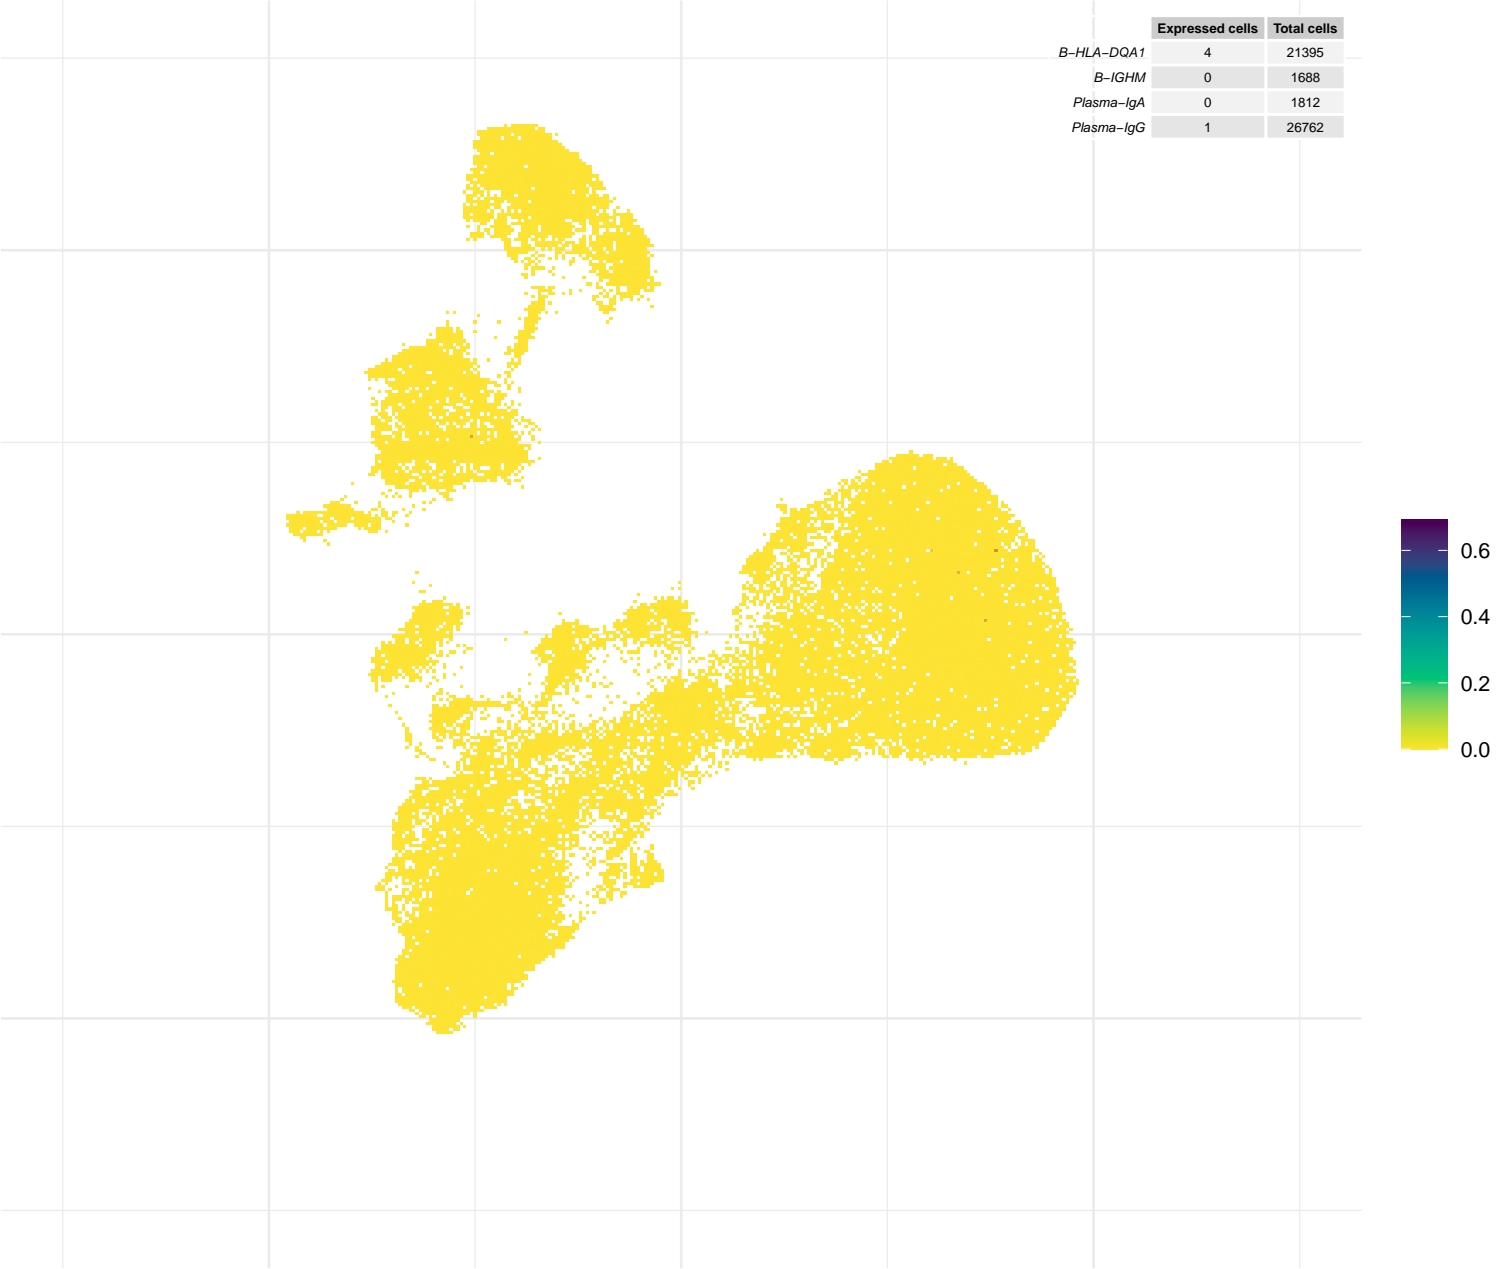 Expressed cells Total cells
B−HLA−DQA1 4 21395
B−IGHM 0 1688
Plasma−IgA 0 1812
Plasma−IgG 1 26762
0.6
0.4
0.2
0.0